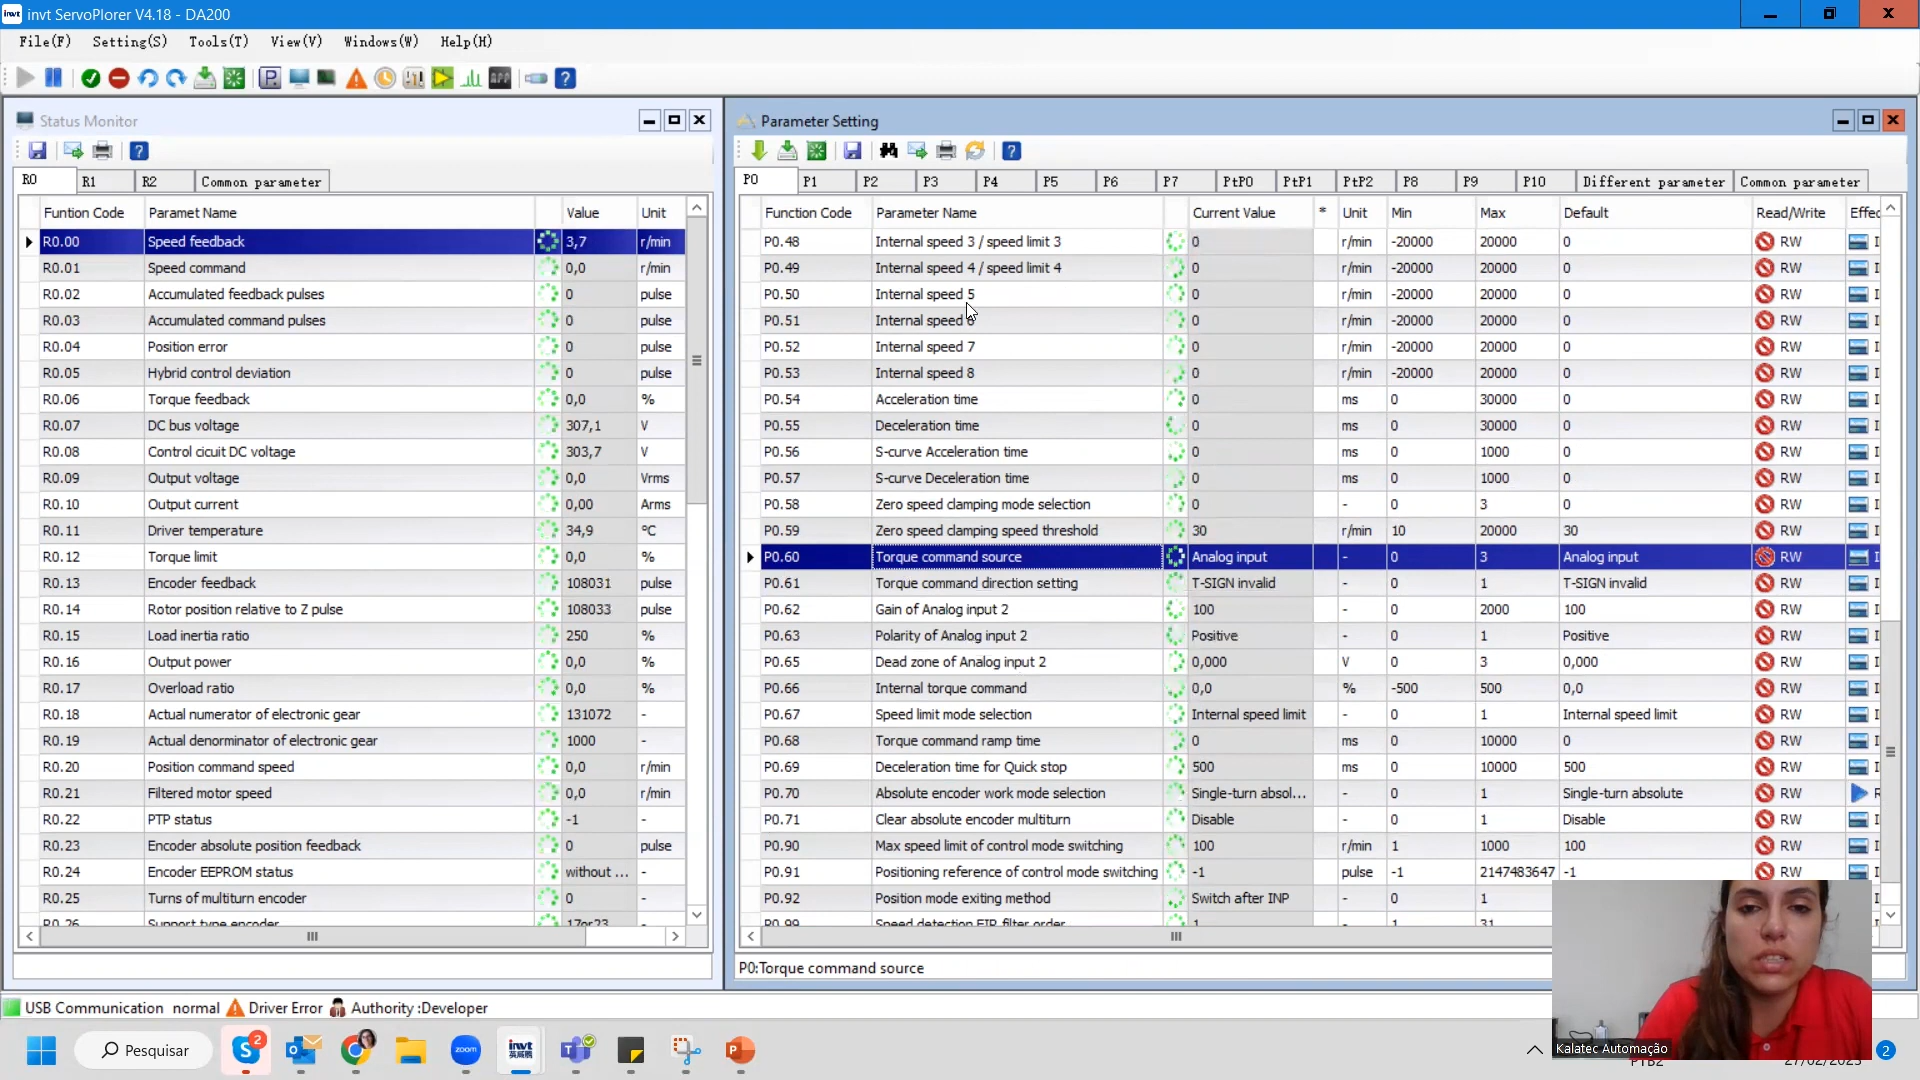 invt ServoPlorer V4.18 - DA200
File(F) Setting(S) Tools(T) View(V) Windows(W) Help(H)
Status Monitor
R0 R1 R2 Common parameter
Funtion Code Paramet Name Value Unit
R0.00 Speed feedback 3,7 r/min
R0.01 Speed command 0,0 r/min
R0.02 Accumulated feedback pulses 0 pulse
R0.03 Accumulated command pulses 0 pulse
R0.04 Position error 0 pulse
R0.05 Hybrid control deviation 0 pulse
R0.06 Torque feedback 0,0 %
R0.07 DC bus voltage 307,1 V
R0.08 Control cicuit DC voltage 303,7 V
R0.09 Output voltage 0,0 Vrms
R0.10 Output current 0,00 Arms
R0.11 Driver temperature 34,9 ºC
R0.12 Torque limit 0,0 %
R0.13 Encoder feedback 108031 pulse
R0.14 Rotor position relative to Z pulse 108033 pulse
R0.15 Load inertia ratio 250 %
R0.16 Output power 0,0 %
R0.17 Overload ratio 0,0 %
R0.18 Actual numerator of electronic gear 131072 -
R0.19 Actual denorminator of electronic gear 1000 -
R0.20 Position command speed 0,0 r/min
R0.21 Filtered motor speed 0,0 r/min
R0.22 PTP status -1 -
R0.23 Encoder absolute position feedback 0 pulse
R0.24 Encoder EEPROM status without ... -
R0.25 Turns of multiturn encoder 0 -
R0.26 Support type encoder 17or23 -
Parameter Setting
P0 P1 P2 P3 P4 P5 P6 P7 PtP0 PtP1 PtP2 P8 P9 P10 Different parameter Common parameter
Function Code Parameter Name Current Value * Unit Min Max Default Read/Write Effec
P0.48 Internal speed 3 / speed limit 3 0 r/min -20000 20000 0 RW I
P0.49 Internal speed 4 / speed limit 4 0 r/min -20000 20000 0 RW I
P0.50 Internal speed 5 0 r/min -20000 20000 0 RW I
P0.51 Internal speed 6 0 r/min -20000 20000 0 RW I
P0.52 Internal speed 7 0 r/min -20000 20000 0 RW I
P0.53 Internal speed 8 0 r/min -20000 20000 0 RW I
P0.54 Acceleration time 0 ms 0 30000 0 RW I
P0.55 Deceleration time 0 ms 0 30000 0 RW I
P0.56 S-curve Acceleration time 0 ms 0 1000 0 RW I
P0.57 S-curve Deceleration time 0 ms 0 1000 0 RW I
P0.58 Zero speed clamping mode selection 0 - 0 3 0 RW I
P0.59 Zero speed clamping speed threshold 30 r/min 10 20000 30 RW I
P0.60 Torque command source Analog input - 0 3 Analog input RW I
P0.61 Torque command direction setting T-SIGN invalid - 0 1 T-SIGN invalid RW I
P0.62 Gain of Analog input 2 100 - 0 2000 100 RW I
P0.63 Polarity of Analog input 2 Positive - 0 1 Positive RW I
P0.65 Dead zone of Analog input 2 0,000 V 0 3 0,000 RW I
P0.66 Internal torque command 0,0 % -500 500 0,0 RW I
P0.67 Speed limit mode selection Internal speed limit - 0 1 Internal speed limit RW I
P0.68 Torque command ramp time 0 ms 0 10000 0 RW I
P0.69 Deceleration time for Quick stop 500 ms 0 10000 500 RW I
P0.70 Absolute encoder work mode selection Single-turn absol... - 0 1 Single-turn absolute RW R
P0.71 Clear absolute encoder multiturn Disable - 0 1 Disable RW I
P0.90 Max speed limit of control mode switching 100 r/min 1 1000 100 RW I
P0.91 Positioning reference of control mode switching -1 pulse -1 2147483647 -1 RW I
P0.92 Position mode exiting method Switch after INP - 0 1
P0.99 Speed detection FIR filter order 1 - 1 31
P0:Torque command source
USB Communication normal Driver Error Authority :Developer
Pesquisar
2
zoom
invt
英威腾
Kalatec Automação
PTB2
27/02/2023
2